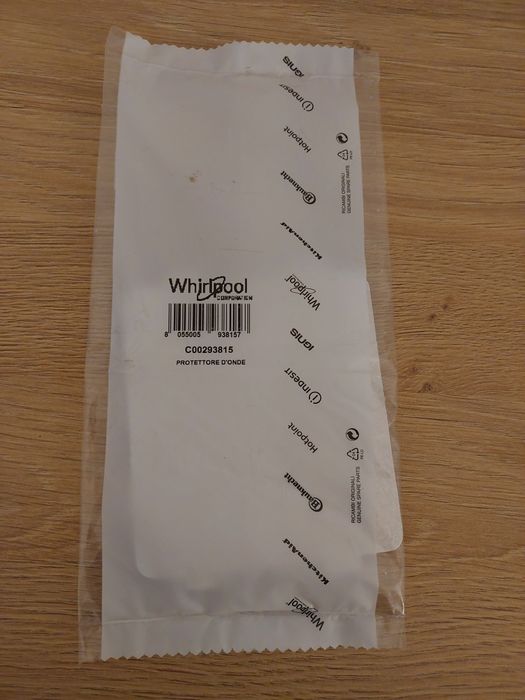 Whirlpool
CORPORATION
8 055005 938157
C00293815
PROTETTORE D'ONDE
IGNIS
indesit
Hotpoint
Bauknecht
KitchenAid
Whirlpool
IGNIS
indesit
Hotpoint
Bauknecht
KitchenAid
Whirlpool
RICAMBI ORIGINALI
GENUINE SPARE PARTS
RICAMBI ORIGINALI
GENUINE SPARE PARTS